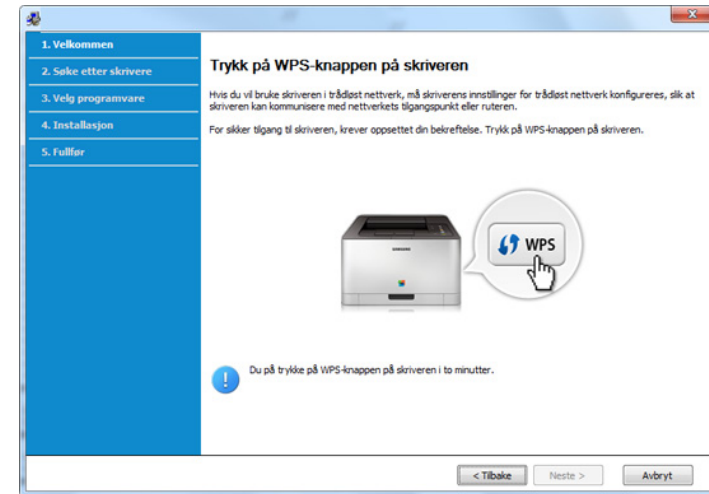 1. Velkommen
2. Søke etter skrivere
3. Velg programvare
4. Installasjon
5. Fullfør
Trykk på WPS-knappen på skriveren
Hvis du vil bruke skriveren i trådløst nettverk, må skriverens innstillinger for trådløst nettverk konfigureres, slik at
skriveren kan kommunisere med nettverkets tilgangspunkt eller ruteren.
For sikker tilgang til skriveren, krever oppsettet din bekreftelse. Trykk på WPS-knappen på skriveren.
SAMSUNG
WPS
Du på trykke på WPS-knappen på skriveren i to minutter.
< Tilbake
Neste >
Avbryt